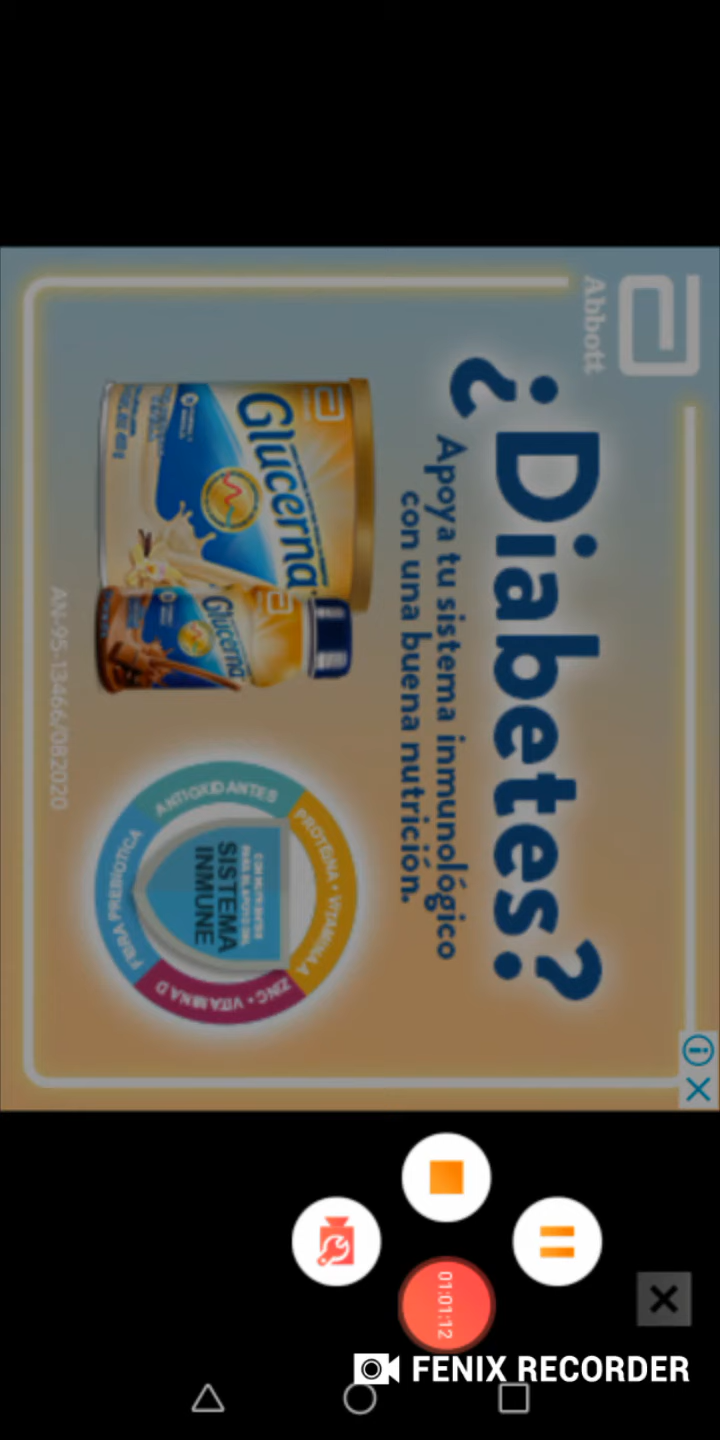 Abbott
¿Diabetes?
Apoya tu sistema inmunológico
con una buena nutrición.
Glucerna
Glucerna
ANTIOXIDANTES
PROTEÍNA • VITAMINA A
ZINC • VITAMINA D
FIBRA PREBIÓTICA
SISTEMA
INMUNE
AN-95-13466/082020
01:01:12
FENIX RECORDER